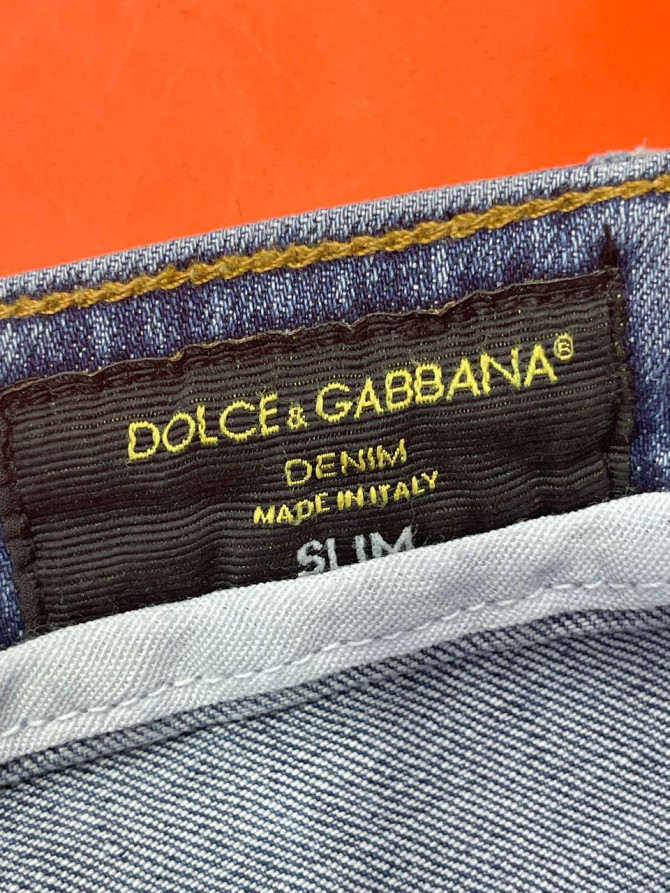 DOLCE & GABBANA®
DENIM
MADE IN ITALY
SLIM